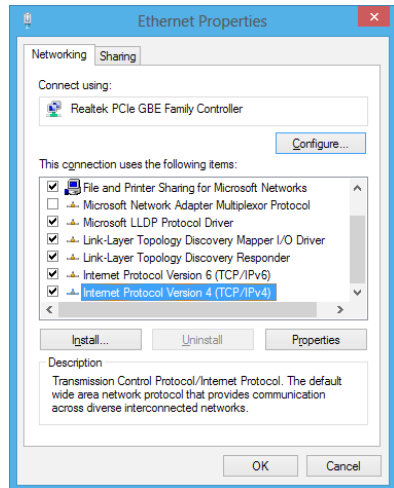 Ethernet Properties
Networking
Sharing
Connect using:
Realtek PCIe GBE Family Controller
Configure...
This connection uses the following items:
File and Printer Sharing for Microsoft Networks
Microsoft Network Adapter Multiplexor Protocol
Microsoft LLDP Protocol Driver
Link-Layer Topology Discovery Mapper I/O Driver
Link-Layer Topology Discovery Responder
Internet Protocol Version 6 (TCP/IPv6)
Internet Protocol Version 4 (TCP/IPv4)
Install...
Uninstall
Properties
Description
Transmission Control Protocol/Internet Protocol. The default
wide area network protocol that provides communication
across diverse interconnected networks.
OK
Cancel